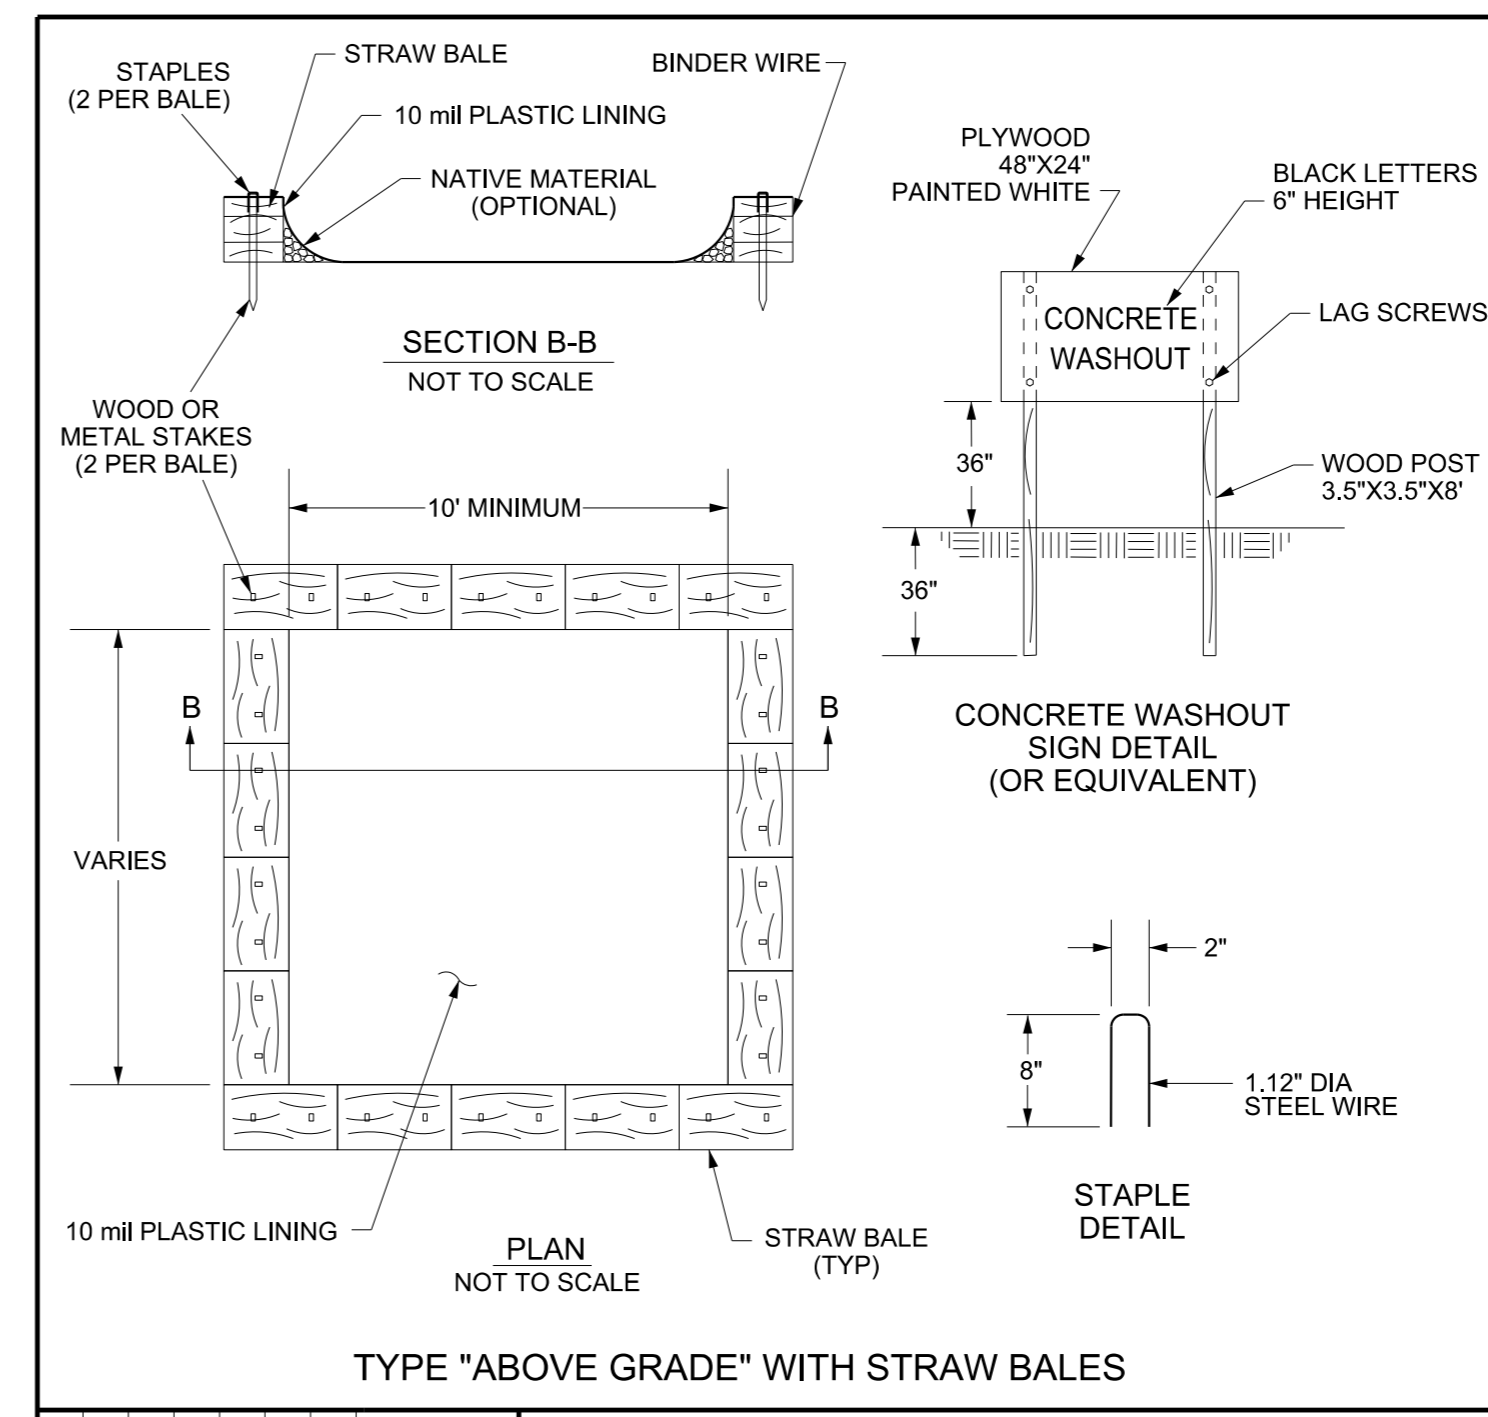 STAPLES
(2 PER BALE)
STRAW BALE
10 mil PLASTIC LINING
NATIVE MATERIAL
(OPTIONAL)
BINDER WIRE
SECTION B-B
NOT TO SCALE
WOOD OR
METAL STAKES
(2 PER BALE)
10' MINIMUM
B
B
VARIES
10 mil PLASTIC LINING
PLAN
NOT TO SCALE
STRAW BALE
(TYP)
PLYWOOD
48"X24"
PAINTED WHITE
BLACK LETTERS
6" HEIGHT
CONCRETE
WASHOUT
LAG SCREWS
36"
WOOD POST
3.5"X3.5"X8'
36"
CONCRETE WASHOUT
SIGN DETAIL
(OR EQUIVALENT)
2"
8"
1.12" DIA
STEEL WIRE
STAPLE
DETAIL
TYPE "ABOVE GRADE" WITH STRAW BALES